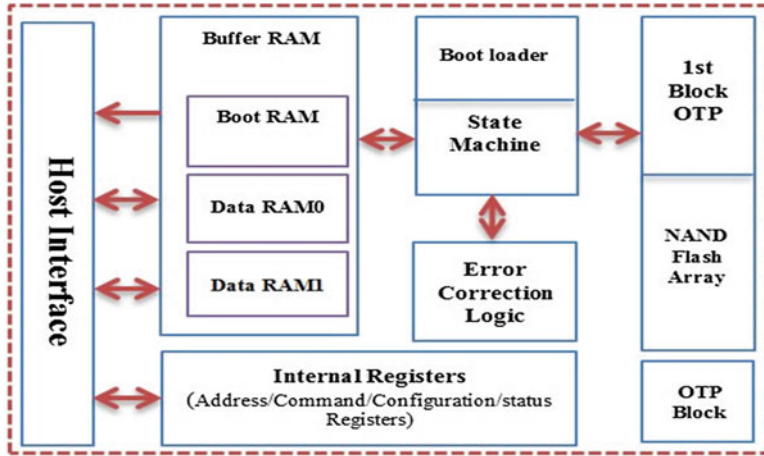 Host Interface
Buffer RAM
Boot RAM
Data RAM0
Data RAM1
Boot loader
State
Machine
Error
Correction
Logic
1st
Block
OTP
NAND
Flash
Array
Internal Registers
(Address/Command/Configuration/status
Registers)
OTP
Block